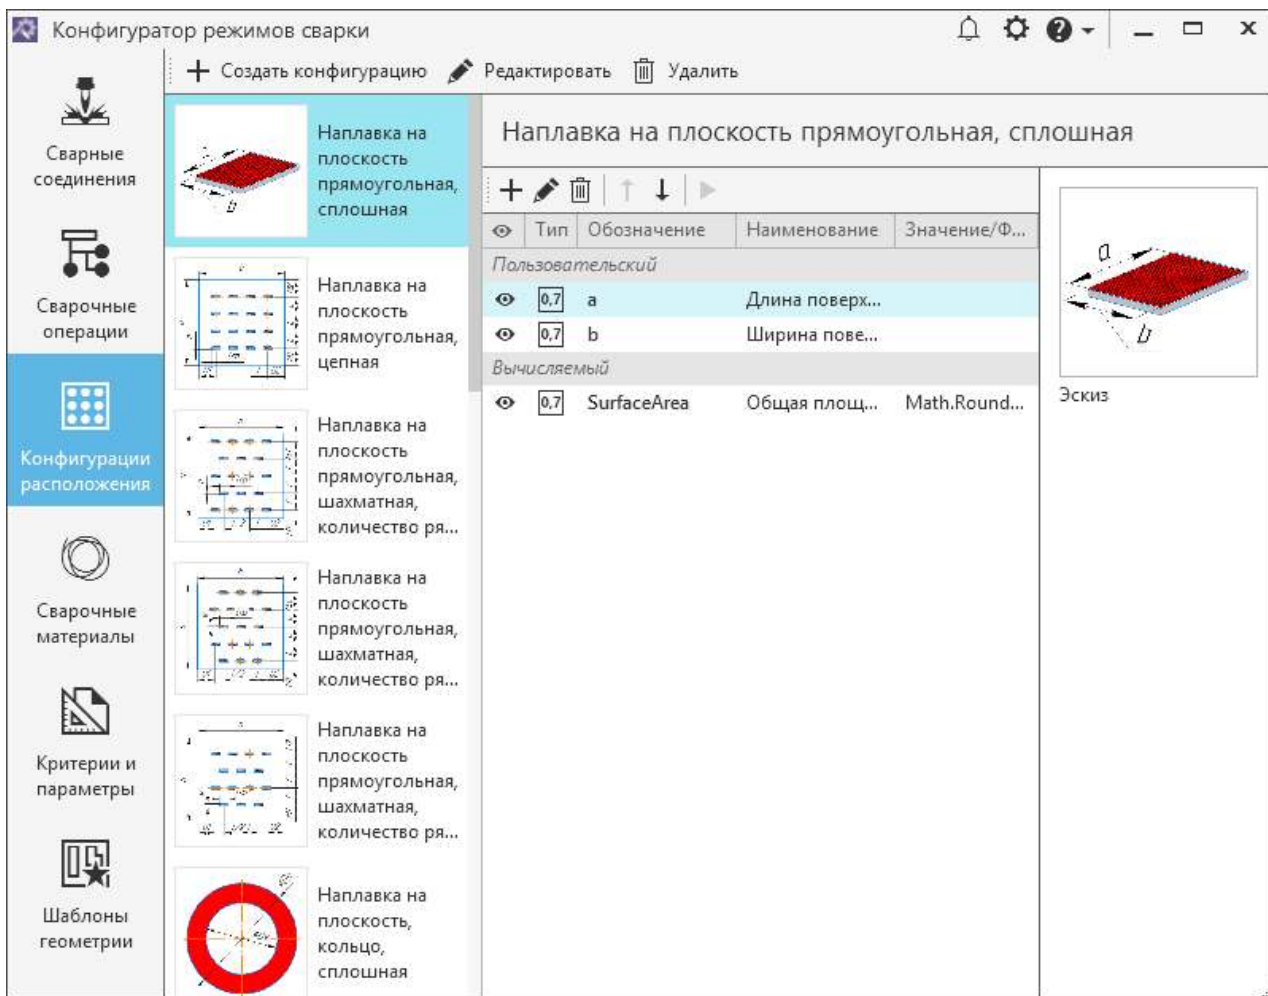 Конфигуратор режимов сварки
Создать конфигурацию Редактировать Удалить
Сварные
соединения
Сварочные
операции
Конфигурации
расположения
Сварочные
материалы
Критерии и
параметры
Шаблоны
геометрии
Наплавка на
плоскость
прямоугольная,
сплошная
Наплавка на
плоскость
прямоугольная,
цепная
Наплавка на
плоскость
прямоугольная,
шахматная,
количество ря...
Наплавка на
плоскость
прямоугольная,
шахматная,
количество ря...
Наплавка на
плоскость
прямоугольная,
шахматная,
количество ря...
Наплавка на
плоскость,
кольцо,
сплошная
Наплавка на плоскость прямоугольная, сплошная
Тип Обозначение Наименование Значение/Ф...
Пользовательский
0,7 a Длина поверх...
0,7 b Ширина пове...
Вычисляемый
0,7 SurfaceArea Общая площ... Math.Round...
a
b
Эскиз